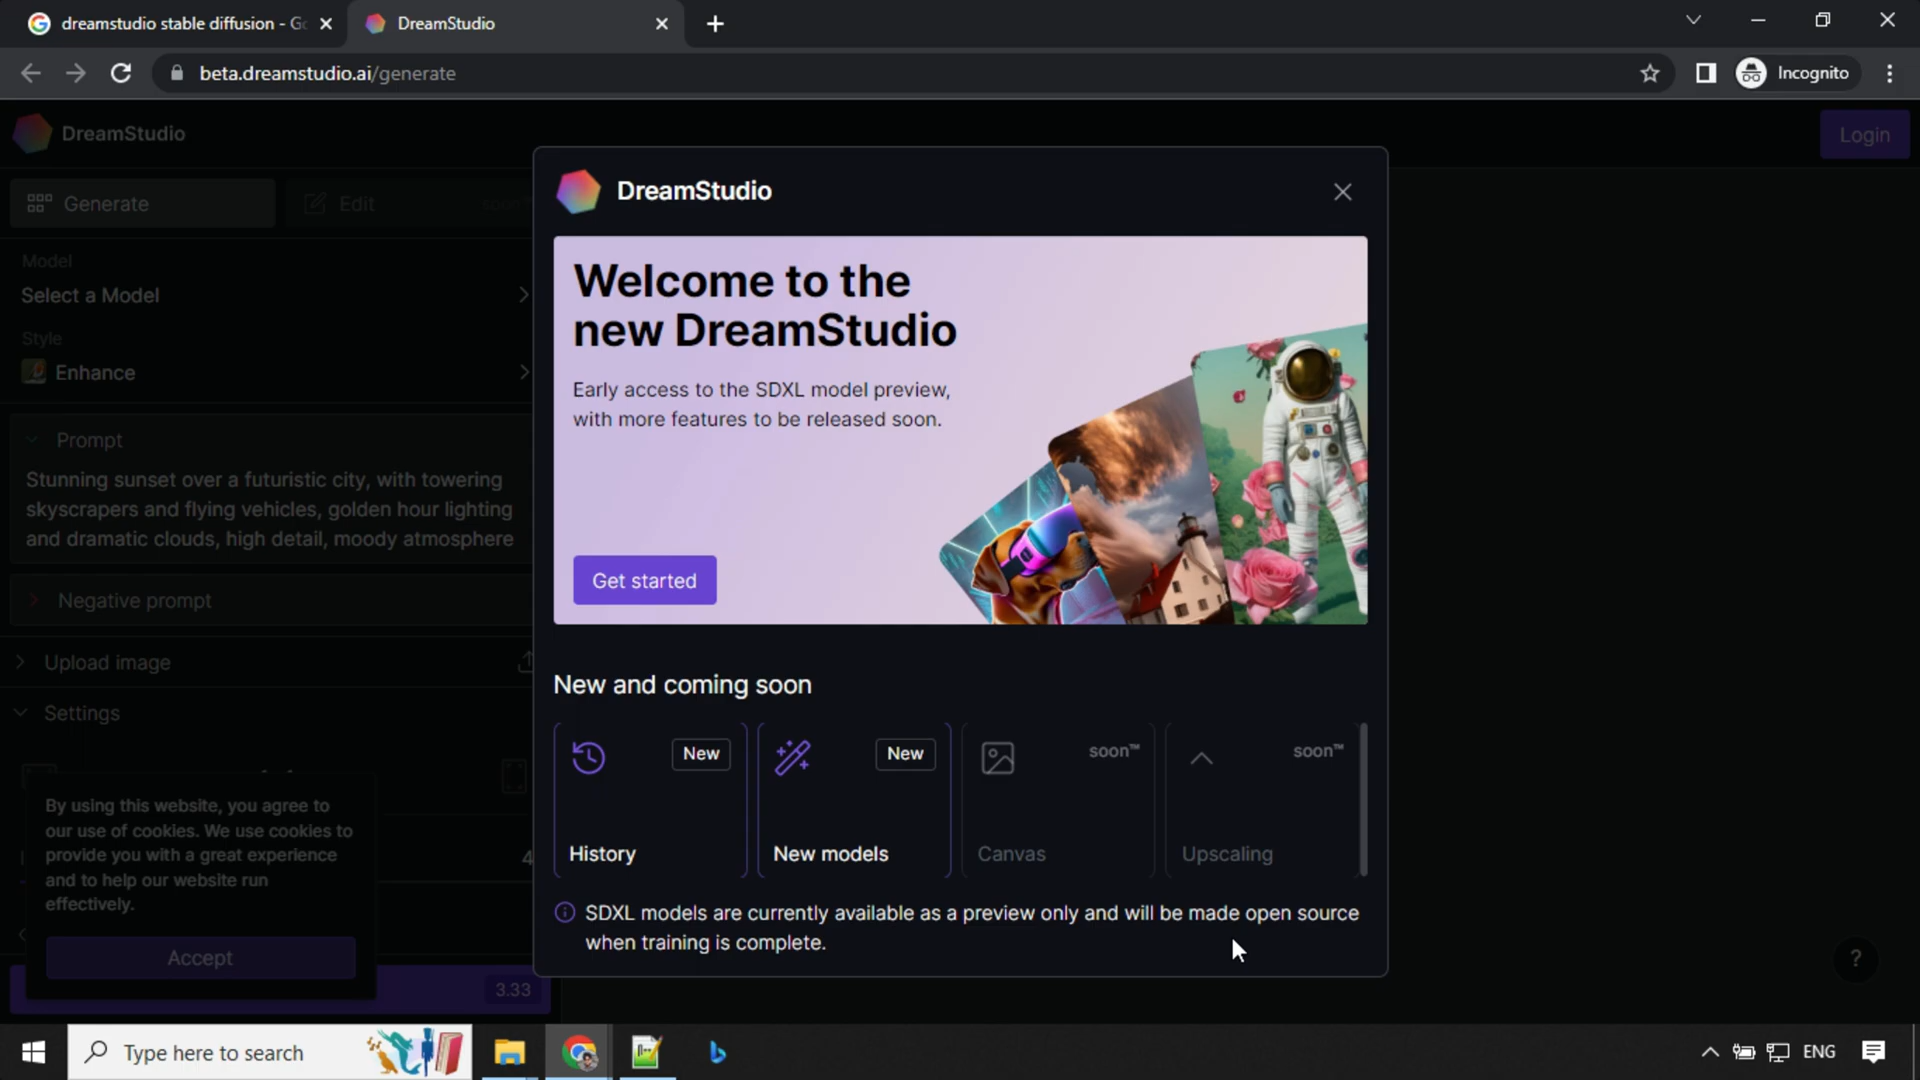 dreamstudio stable diffusion - Go
DreamStudio
beta.dreamstudio.ai/generate
Incognito
DreamStudio
Login
Generate
Edit
soon™
Model
Select a Model
Style
Enhance
Prompt
Stunning sunset over a futuristic city, with towering
skyscrapers and flying vehicles, golden hour lighting
and dramatic clouds, high detail, moody atmosphere
Negative prompt
Upload image
Settings
4
By using this website, you agree to
our use of cookies. We use cookies to
provide you with a great experience
and to help our website run
effectively.
Accept
3.33
DreamStudio
Welcome to the
new DreamStudio
Early access to the SDXL model preview,
with more features to be released soon.
Get started
New and coming soon
New
History
New
New models
soon™
Canvas
soon™
Upscaling
SDXL models are currently available as a preview only and will be made open source
when training is complete.
?
Type here to search
ENG